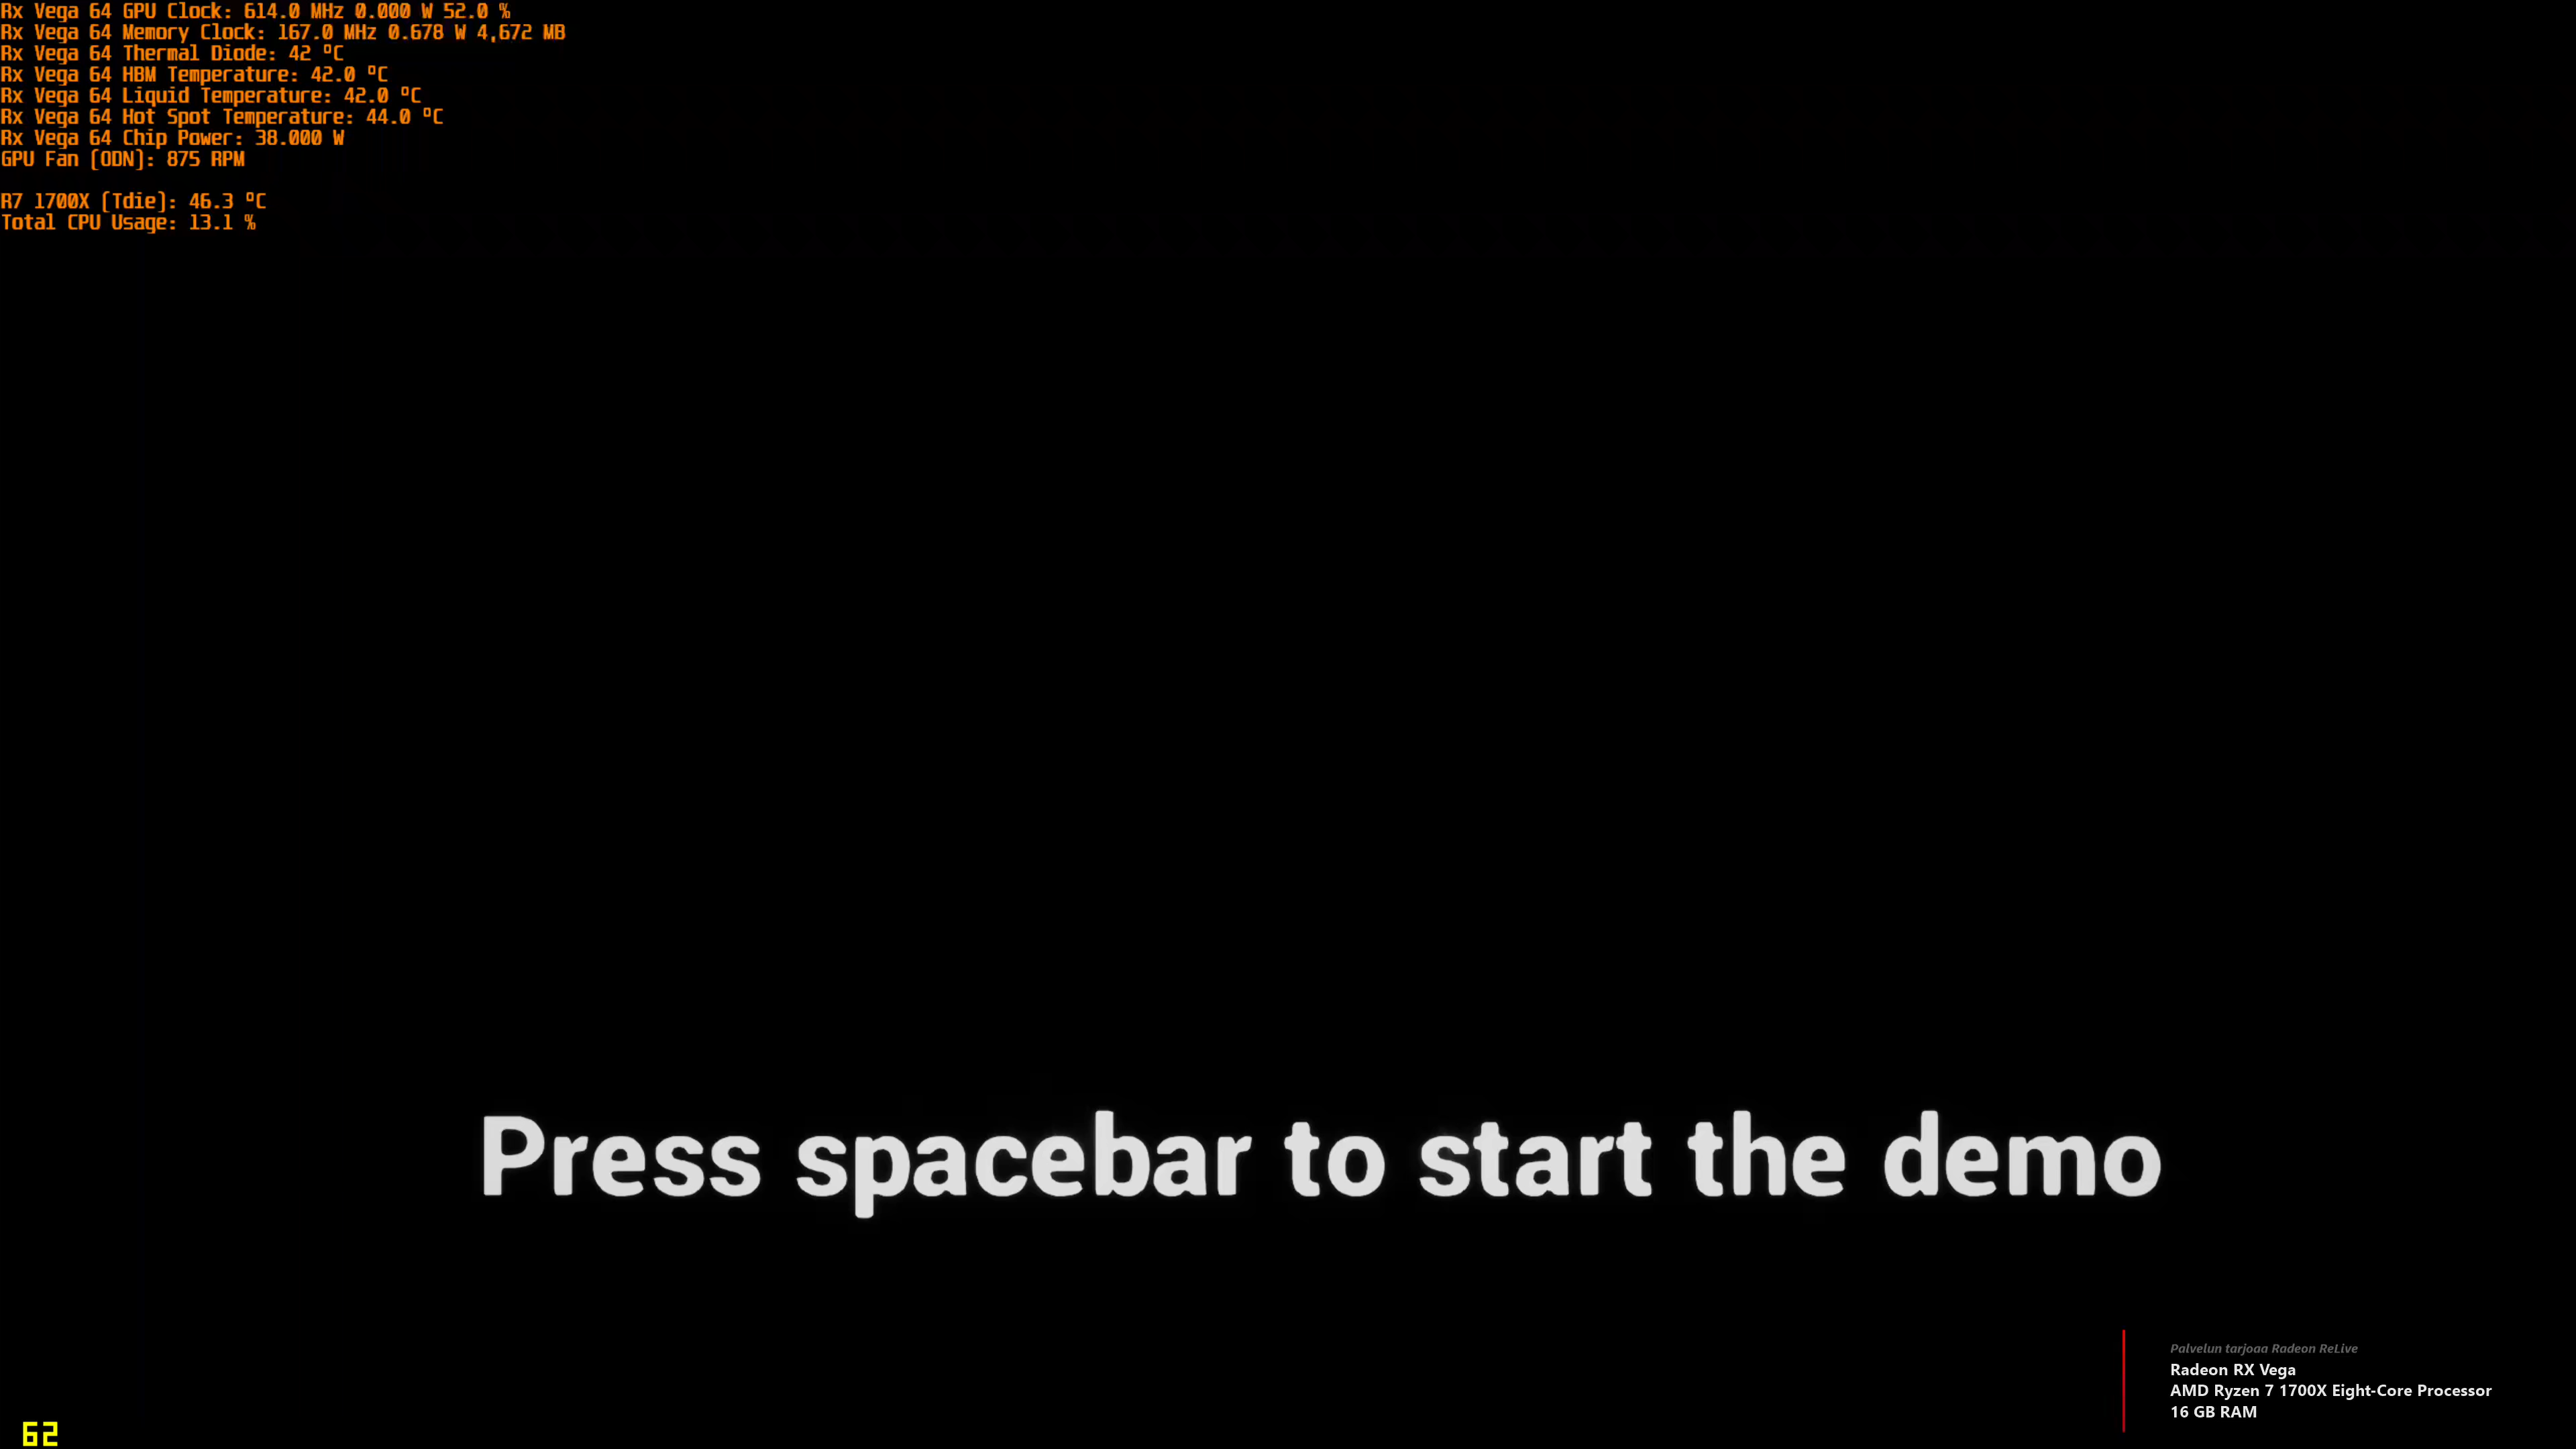 Rx Vega 64 GPU Clock: 614.0 MHz 0.000 W 52.0 %
Rx Vega 64 Memory Clock: 167.0 MHz 0.678 W 4,672 MB
Rx Vega 64 Thermal Diode: 42 °C
Rx Vega 64 HBM Temperature: 42.0 °C
Rx Vega 64 Liquid Temperature: 42.0 °C
Rx Vega 64 Hot Spot Temperature: 44.0 °C
Rx Vega 64 Chip Power: 38.000 W
GPU Fan (ODN): 875 RPM
R7 1700X (Tdie): 46.3 °C
Total CPU Usage: 13.1 %
Press spacebar to start the demo
Palvelun tarjoaa Radeon ReLive
Radeon RX Vega
AMD Ryzen 7 1700X Eight-Core Processor
16 GB RAM
62